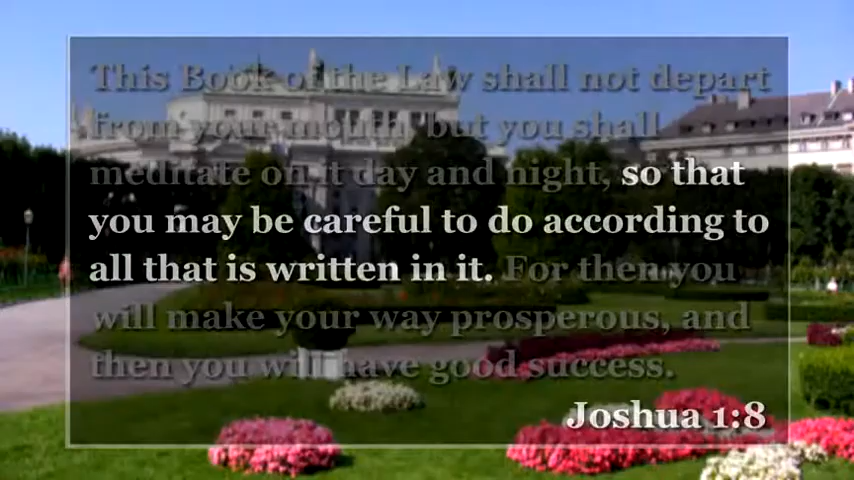 This Book of the Law shall not depart
from your mouth, but you shall
meditate on it day and night, so that
you may be careful to do according to
all that is written in it. For then you
will make your way prosperous, and
then you will have good success.
Joshua 1:8